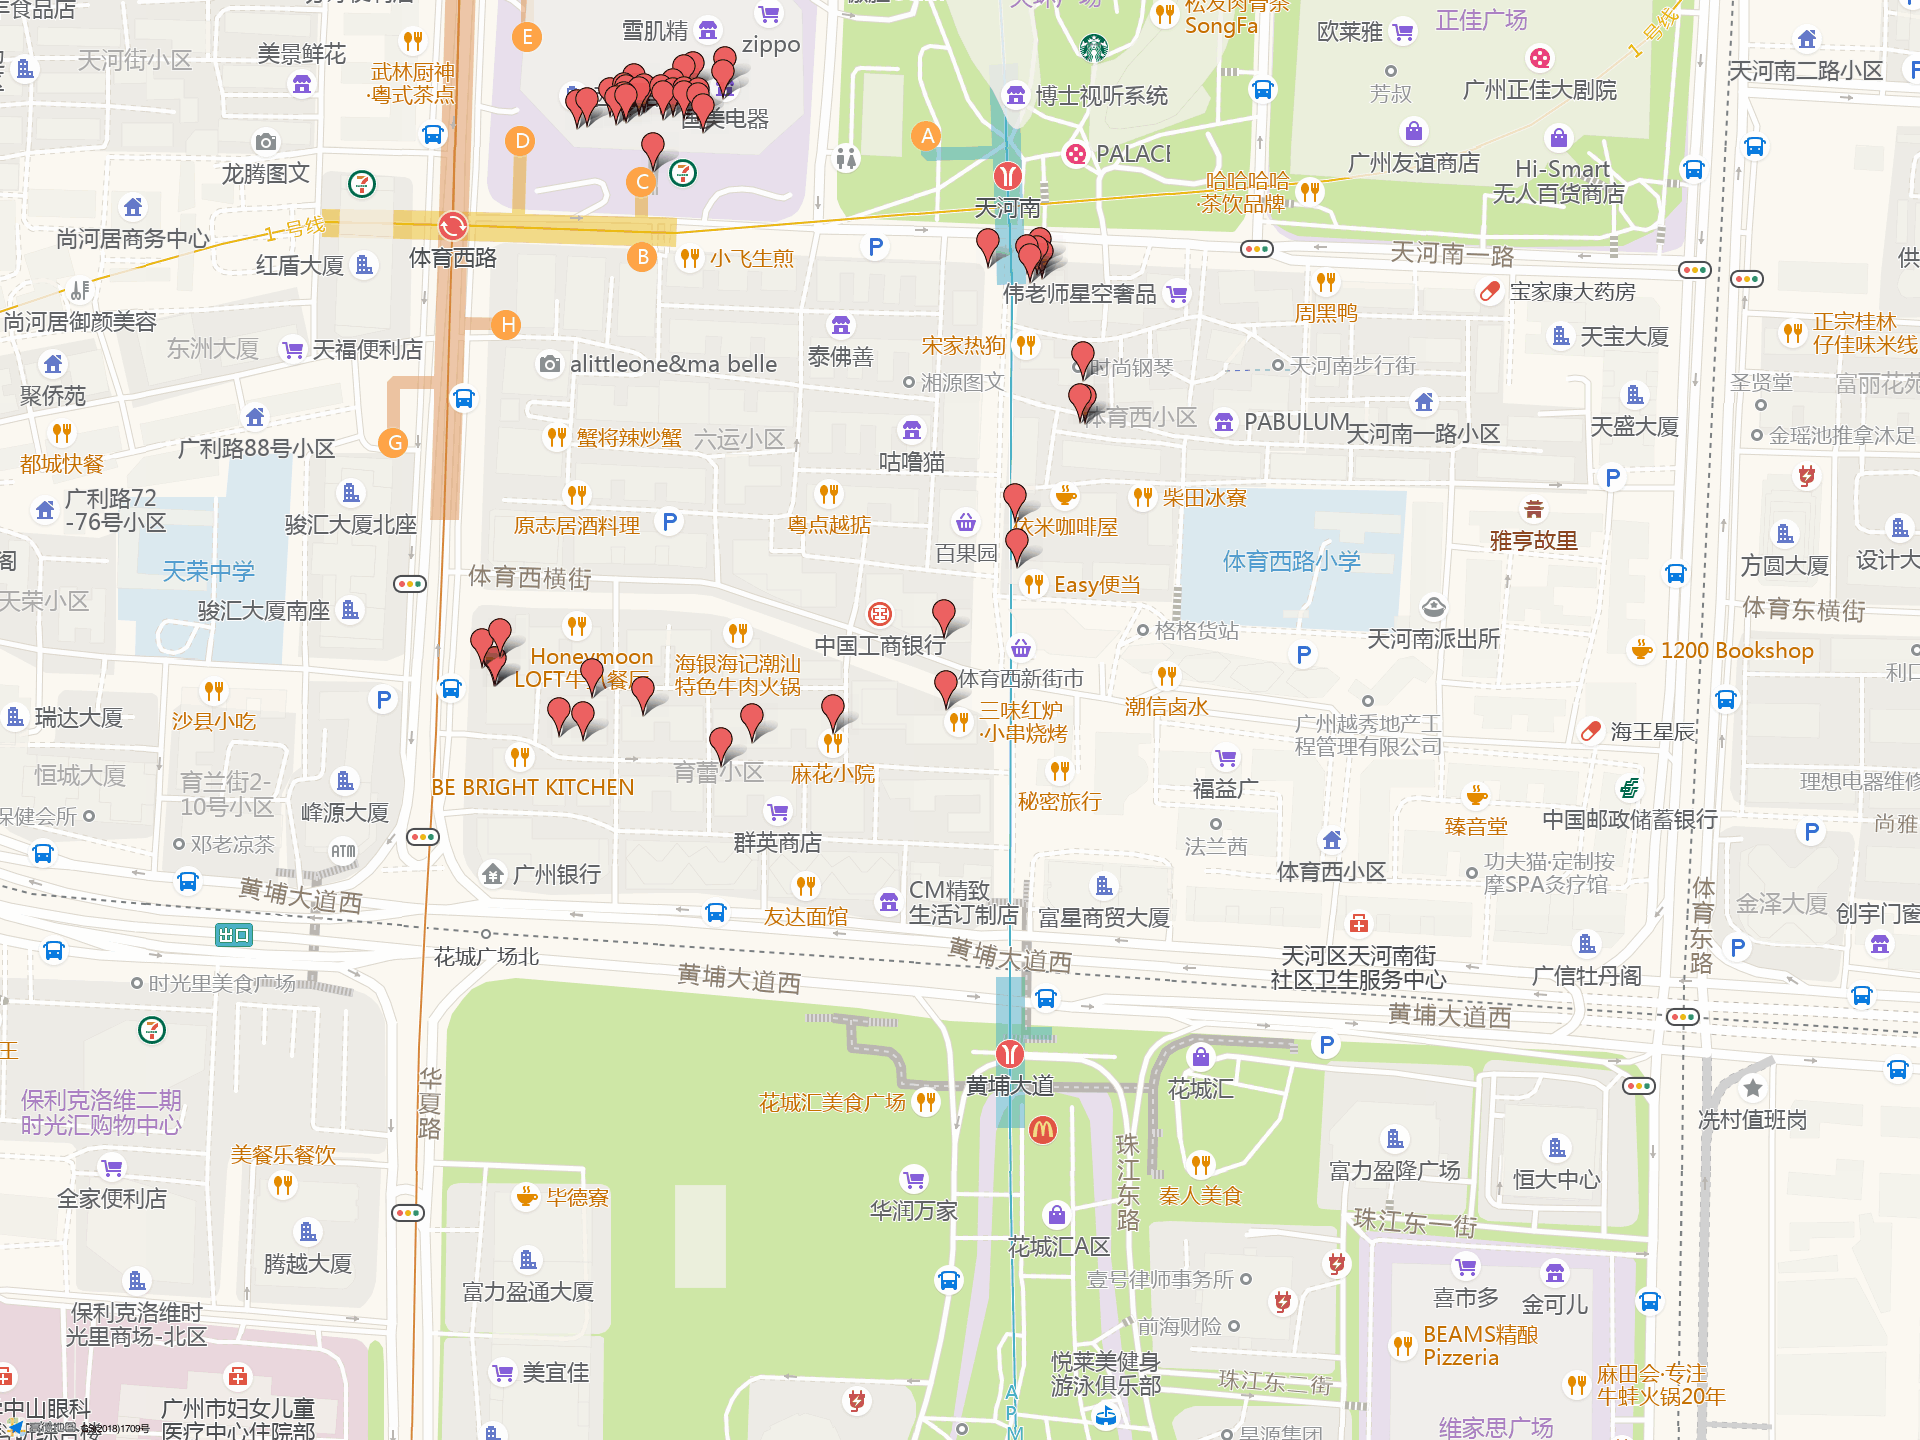 雪肌精
zippo
松发肉骨茶
SongFa
欧莱雅
正佳广场
1号线
美景鲜花
天河街小区
武林厨神
·粤式茶点
E
国美电器
博士视听系统
芳叔
广州正佳大剧院
天河南二路小区
D
A
龙腾图文
C
PALACE
广州友谊商店
Hi-Smart
无人百货商店
哈哈哈哈
·茶饮品牌
天河南
尚河居商务中心
1号线
体育西路
红盾大厦
B
小飞生煎
P
天河南一路
伟老师星空奢品
周黑鸭
宝家康大药房
尚河居御颜美容
H
东洲大厦
天福便利店
泰佛善
宋家热狗
天宝大厦
正宗桂林
仔佳味米线
alittleone&ma belle
湘源图文
时尚钢琴
天河南步行街
聚侨苑
圣贤堂
富丽花苑
广利路88号小区
G
蟹将辣炒蟹
六运小区
体育西小区
PABULUM
天河南一路小区
天盛大厦
金瑶池推拿沐足
都城快餐
咕噜猫
广利路72
-76号小区
骏汇大厦北座
原志居酒料理
P
粤点越掂
依米咖啡屋
柴田冰寮
P
百果园
体育西路小学
雅亨故里
方圆大厦
天荣中学
体育西横街
Easy便当
天荣小区
骏汇大厦南座
中国工商银行
格格货站
天河南派出所
体育东横街
Honeymoon
海银海记潮汕
特色牛肉火锅
P
1200 Bookshop
体育西新街市
P
沙县小吃
瑞达大厦
三味红炉
·小串烧烤
潮信卤水
广州越秀地产工
程管理有限公司
海王星辰
恒城大厦
育兰街2-
10号小区
BE BRIGHT KITCHEN
育蕾小区
麻花小院
秘密旅行
福益广
理想电器维修
峰源大厦
保健会所
邓老凉茶
ATM
群英商店
法兰茜
臻音堂
中国邮政储蓄银行
P
尚雅
广州银行
体育西小区
功夫猫·定制按
摩SPA灸疗馆
黄埔大道西
友达面馆
CM精致
生活订制店
富星商贸大厦
体育东路
金泽大厦
创宇门窗
出口
花城广场北
黄埔大道西
黄埔大道西
天河区天河南街
社区卫生服务中心
广信牡丹阁
P
时光里美食广场
黄埔大道西
P
华夏路
保利克洛维二期
时光汇购物中心
花城汇美食广场
黄埔大道
花城汇
冼村值班岗
珠江东路
美餐乐餐饮
全家便利店
毕德寮
华润万家
秦人美食
富力盈隆广场
恒大中心
珠江东一街
腾越大厦
富力盈通大厦
花城汇A区
壹号律师事务所
喜市多
金可儿
保利克洛维时
光里商场-北区
前海财险
BEAMS精酿
Pizzeria
美宜佳
悦莱美健身
游泳俱乐部
珠江东二街
麻田会·专注
牛蛙火锅20年
APM
广州市妇女儿童
医疗中心住院部
中山眼科
维家思广场